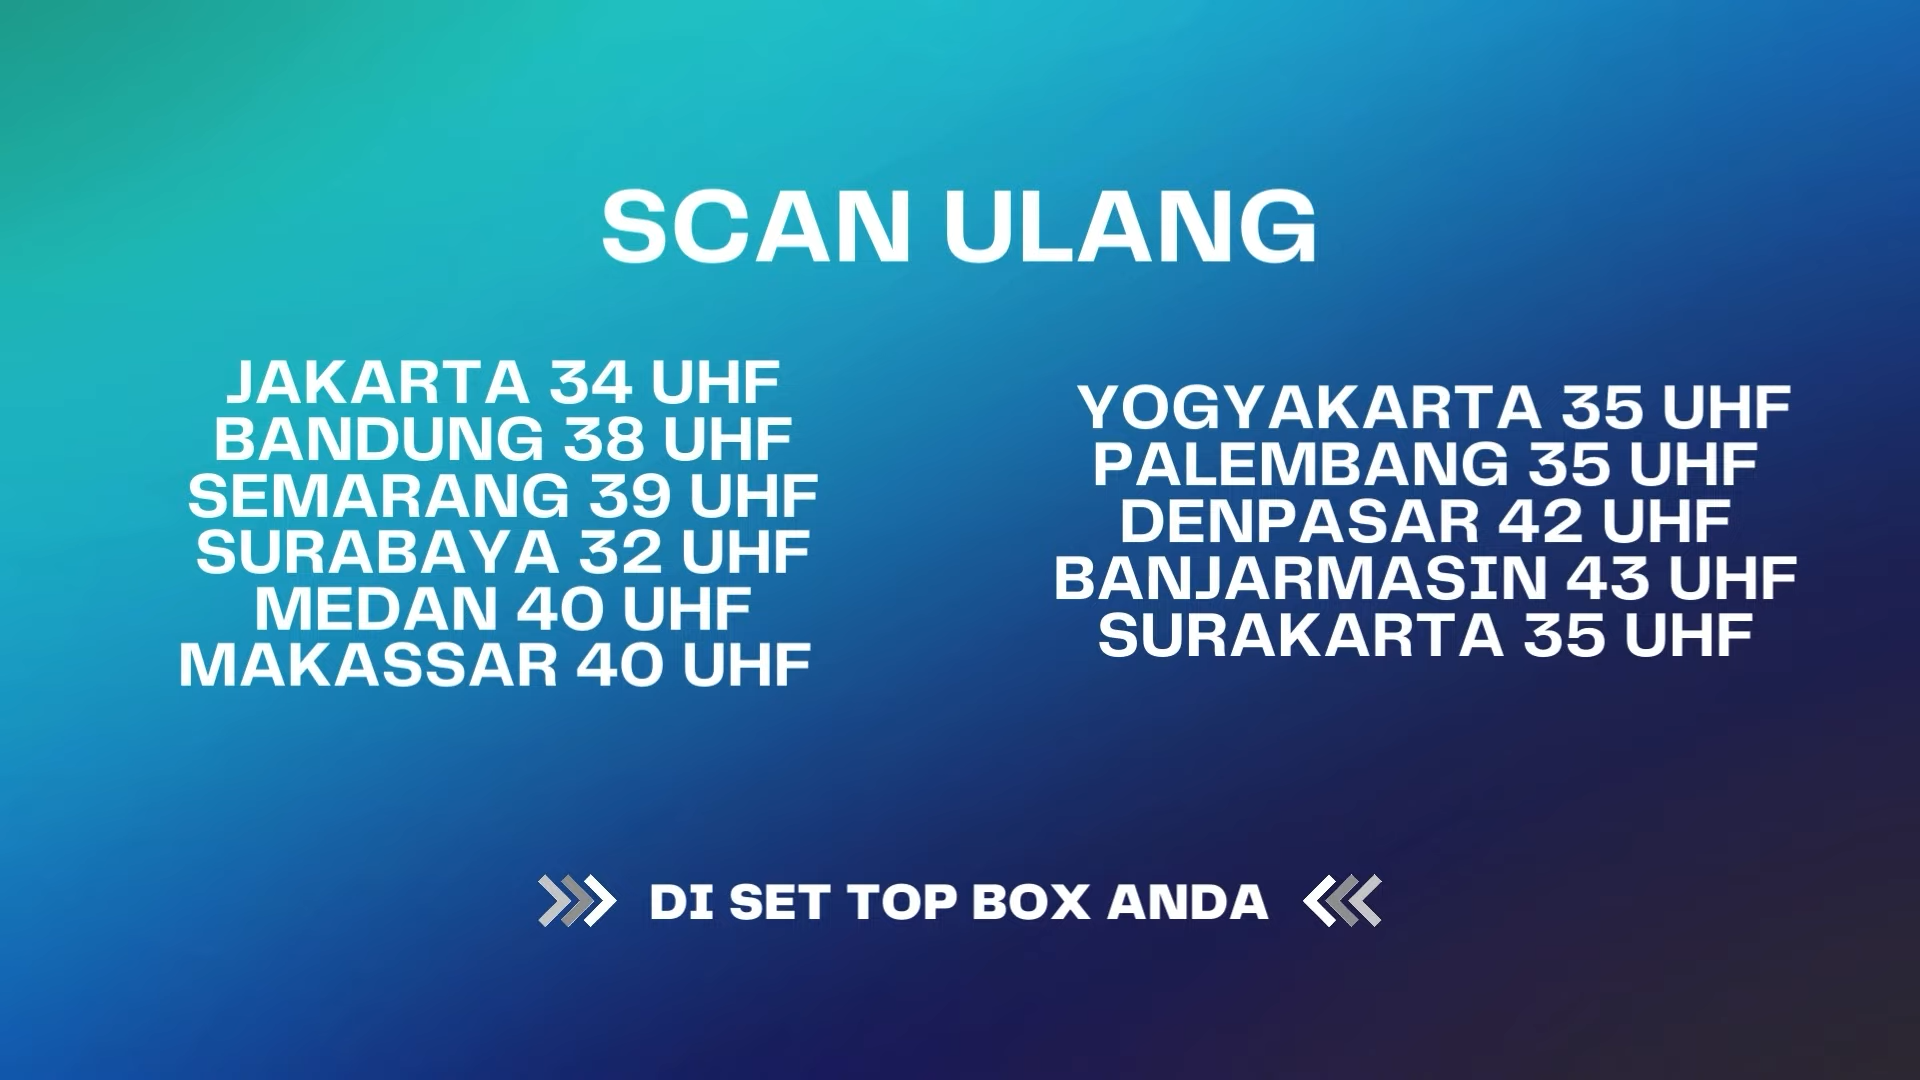 SCAN ULANG
JAKARTA 34 UHF
BANDUNG 38 UHF
SEMARANG 39 UHF
SURABAYA 32 UHF
MEDAN 40 UHF
MAKASSAR 40 UHF
YOGYAKARTA 35 UHF
PALEMBANG 35 UHF
DENPASAR 42 UHF
BANJARMASIN 43 UHF
SURAKARTA 35 UHF
DI SET TOP BOX ANDA